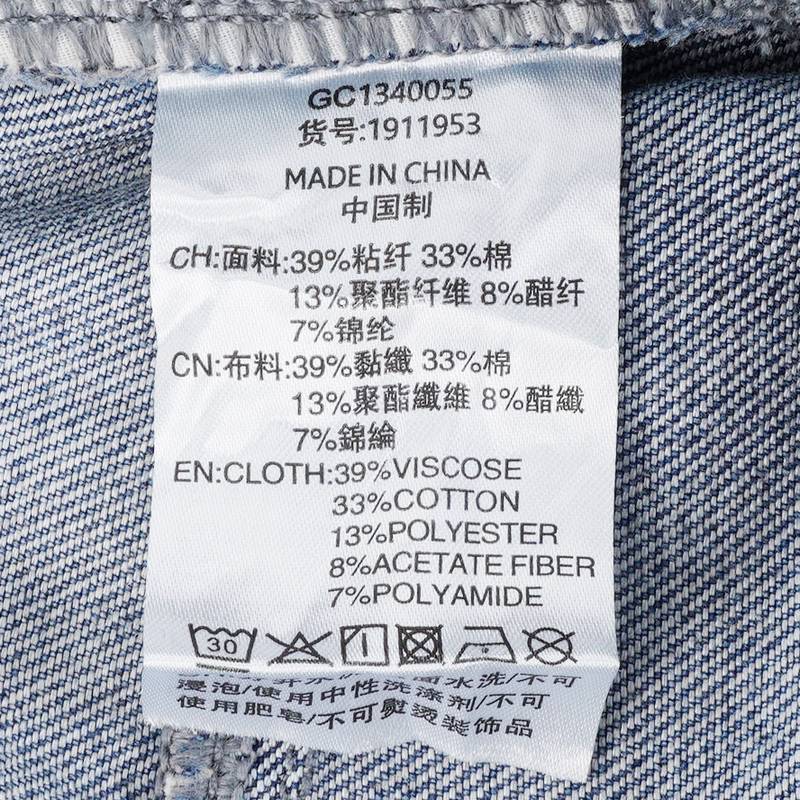 GC1340055
货号:1911953
MADE IN CHINA
中国制
CH:面料:39%粘纤 33%棉
13%聚酯纤维 8%醋纤
7%锦纶
CN:布料:39%黏纖 33%棉
13%聚酯纖維 8%醋纖
7%錦綸
EN:CLOTH:39%VISCOSE
33%COTTON
13%POLYESTER
8%ACETATE FIBER
7%POLYAMIDE
30
水洗/不可
浸泡/使用中性洗涤剂/不可
使用肥皂/不可熨烫装饰品